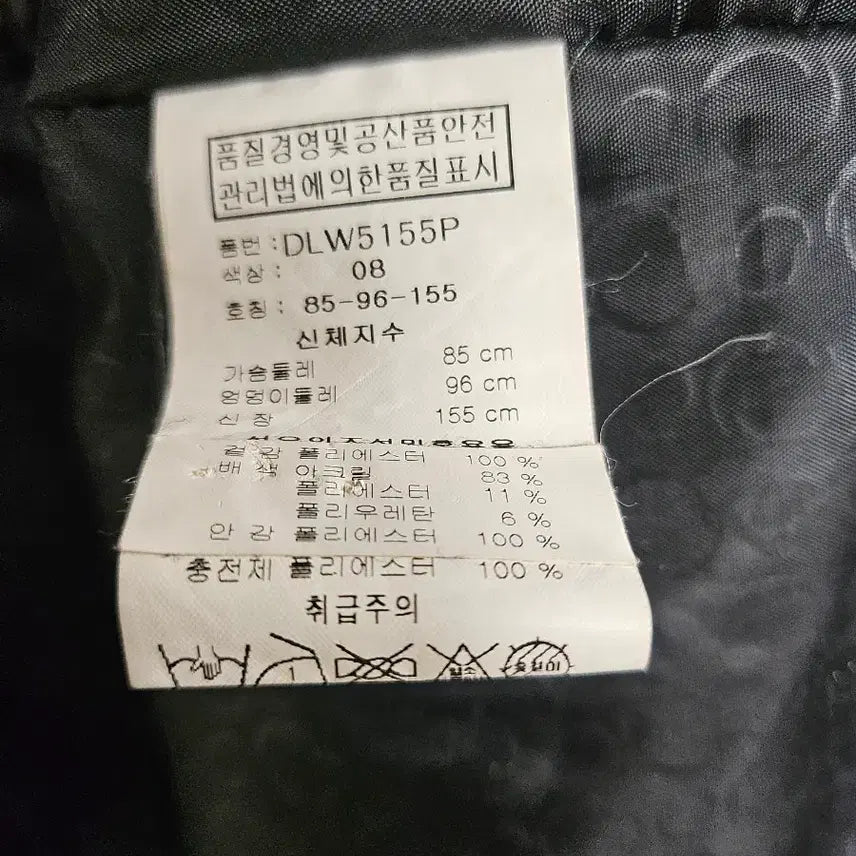 품질경영및공산품안전
관리법에의한품질표시
품번 : DLW5155P
색상 : 08
호칭 : 85-96-155
신체지수
가슴둘레 85 cm
엉덩이둘레 96 cm
신 장 155 cm
겉 감 폴리에스터 100 %
배 색 아크릴 83 %
폴리에스터 11 %
폴리우레탄 6 %
안 감 폴리에스터 100 %
충전제 폴리에스터 100 %
취급주의